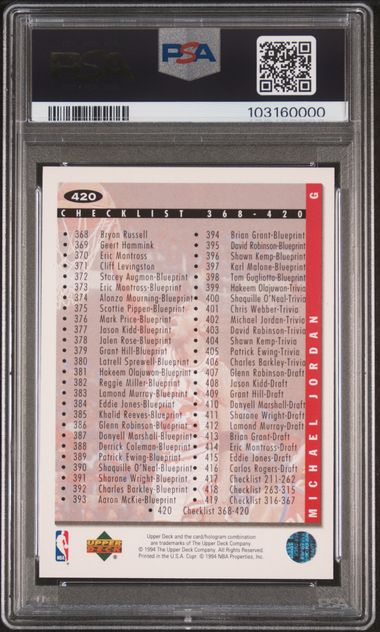 PSA
PSA
103160000
420
CHECKLIST 368-420
368 Bryon Russell
369 Geert Hammink
370 Eric Montross
371 Cliff Levingston
372 Stacey Augmon-Blueprint
373 Eric Montross-Blueprint
374 Alonzo Mourning-Blueprint
375 Scottie Pippen-Blueprint
376 Mark Price-Blueprint
377 Jason Kidd-Blueprint
378 Jalen Rose-Blueprint
379 Grant Hill-Blueprint
380 Latrell Sprewell-Blueprint
381 Hakeem Olajuwon-Blueprint
382 Reggie Miller-Blueprint
383 Lamond Murray-Blueprint
384 Eddie Jones-Blueprint
385 Khalid Reeves-Blueprint
386 Glenn Robinson-Blueprint
387 Donyell Marshall-Blueprint
388 Derrick Coleman-Blueprint
389 Patrick Ewing-Blueprint
390 Shaquille O'Neal-Blueprint
391 Sharone Wright-Blueprint
392 Charles Barkley-Blueprint
393 Aaron McKie-Blueprint
394 Brian Grant-Blueprint
395 David Robinson-Blueprint
396 Shawn Kemp-Blueprint
397 Karl Malone-Blueprint
398 Tom Gugliotta-Blueprint
399 Hakeem Olajuwon-Trivia
400 Shaquille O'Neal-Trivia
401 Chris Webber-Trivia
402 Michael Jordan-Trivia
403 David Robinson-Trivia
404 Shawn Kemp-Trivia
405 Patrick Ewing-Trivia
406 Charles Barkley-Trivia
407 Glenn Robinson-Draft
408 Jason Kidd-Draft
409 Grant Hill-Draft
410 Donyell Marshall-Draft
411 Sharone Wright-Draft
412 Lamond Murray-Draft
413 Brian Grant-Draft
414 Eric Montross-Draft
415 Eddie Jones-Draft
416 Carlos Rogers-Draft
417 Checklist 211-262
418 Checklist 263-315
419 Checklist 316-367
420 Checklist 368-420
MICHAEL JORDAN G
NBA
UPPER DECK
Upper Deck and the card/hologram combination
are trademarks of The Upper Deck Company.
© 1994 The Upper Deck Company. All Rights Reserved.
Printed in the U.S.A. Copr. © 1994 NBA Properties, Inc.